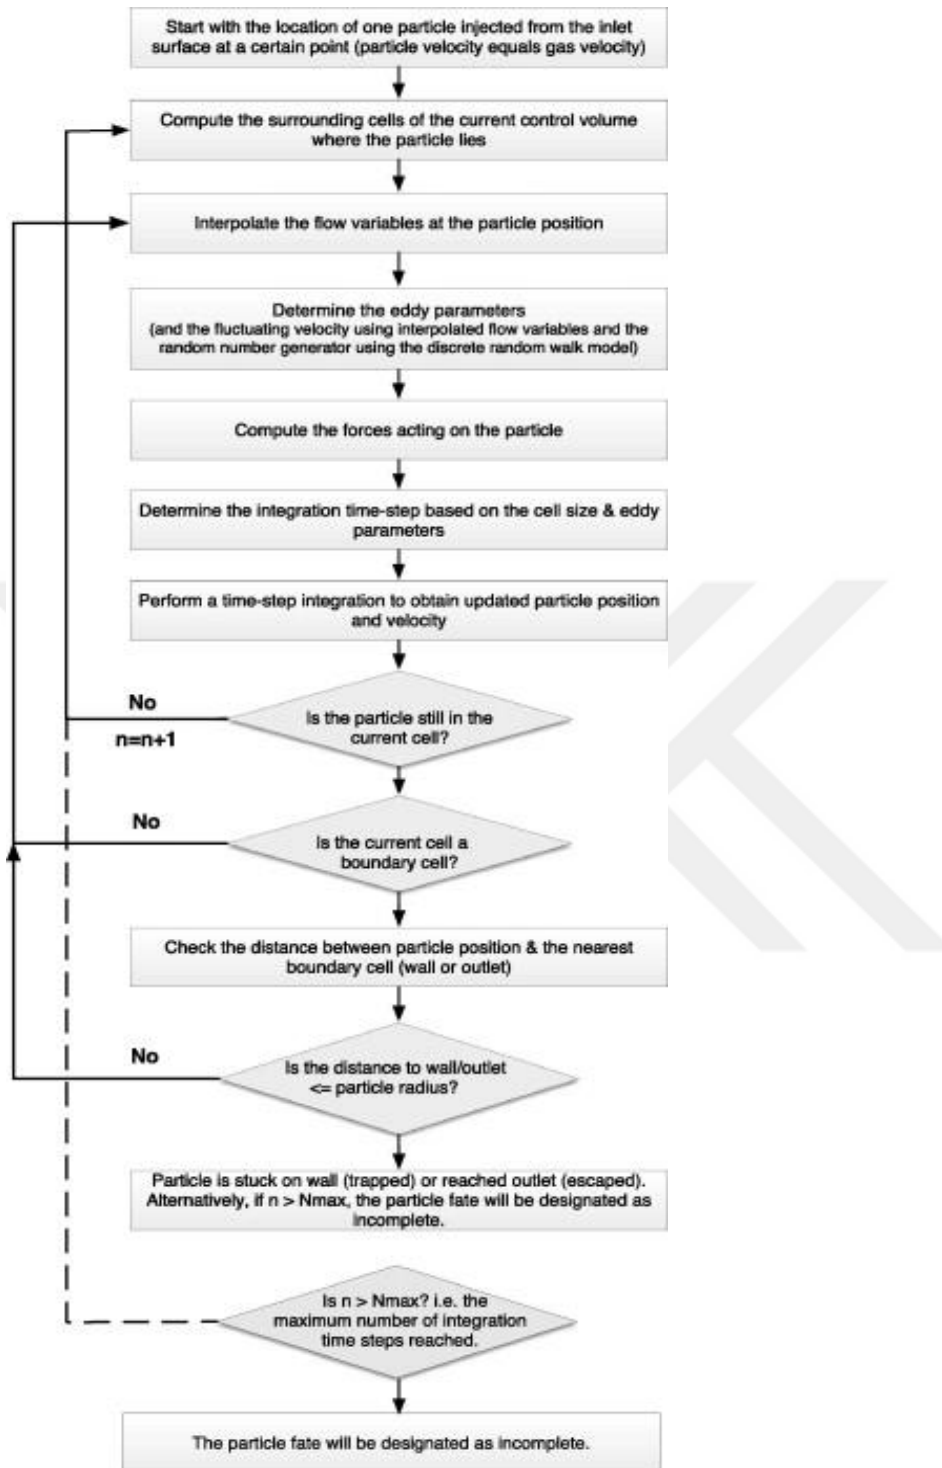 Start with the location of one particle injected from the inlet
surface at a certain point (particle velocity equals gas velocity)
Compute the surrounding cells of the current control volume
where the particle lies
Interpolate the flow variables at the particle position
Determine the eddy parameters
(and the fluctuating velocity using interpolated flow variables and the
random number generator using the discrete random walk model)
Compute the forces acting on the particle
Determine the integration time-step based on the cell size & eddy
parameters
Perform a time-step integration to obtain updated particle position
and velocity
No
n=n+1
Is the particle still in the
current cell?
No
Is the current cell a
boundary cell?
Check the distance between particle position & the nearest
boundary cell (wall or outlet)
No
Is the distance to wall/outlet
<= particle radius?
Particle is stuck on wall (trapped) or reached outlet (escaped).
Alternatively, if n > Nmax, the particle fate will be designated as
incomplete.
Is n > Nmax? i.e. the
maximum number of integration
time steps reached.
The particle fate will be designated as incomplete.